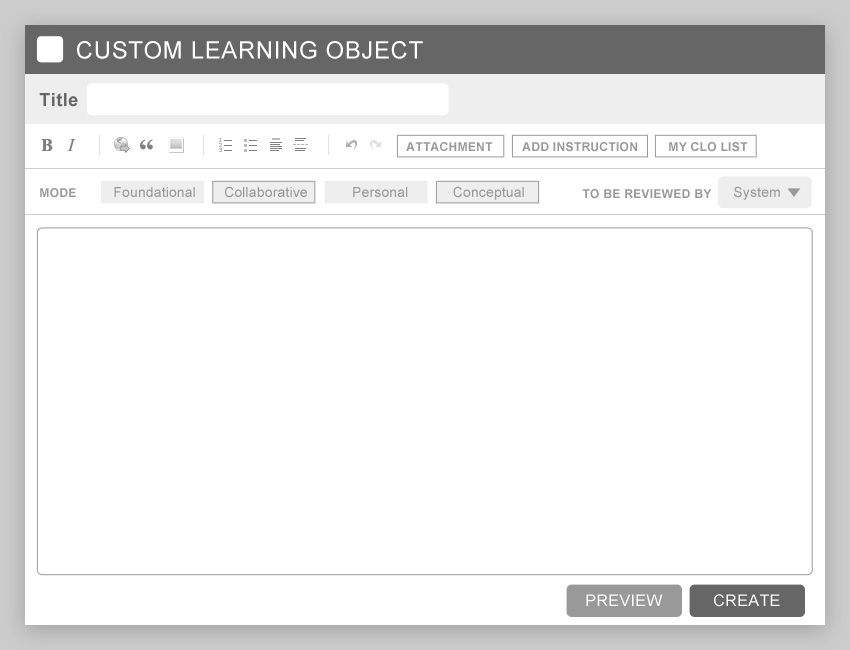 CUSTOM LEARNING OBJECT
Title
B I “ ATTACHMENT ADD INSTRUCTION MY CLO LIST
MODE Foundational Collaborative Personal Conceptual TO BE REVIEWED BY System
PREVIEW CREATE